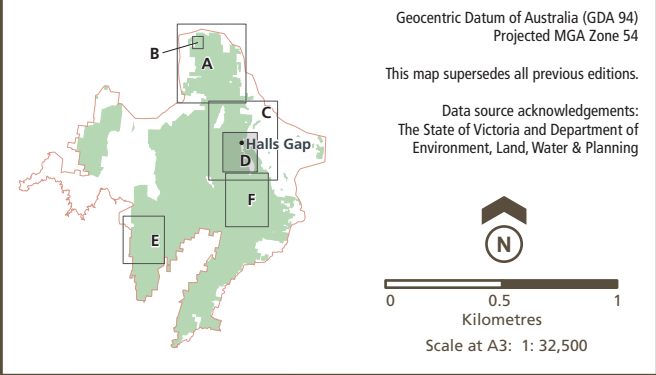 Geocentric Datum of Australia (GDA 94)
Projected MGA Zone 54
This map supersedes all previous editions.
Data source acknowledgements:
The State of Victoria and Department of
Environment, Land, Water & Planning
B
A
C
Halls Gap
D
F
E
N
0 0.5 1
Kilometres
Scale at A3: 1: 32,500